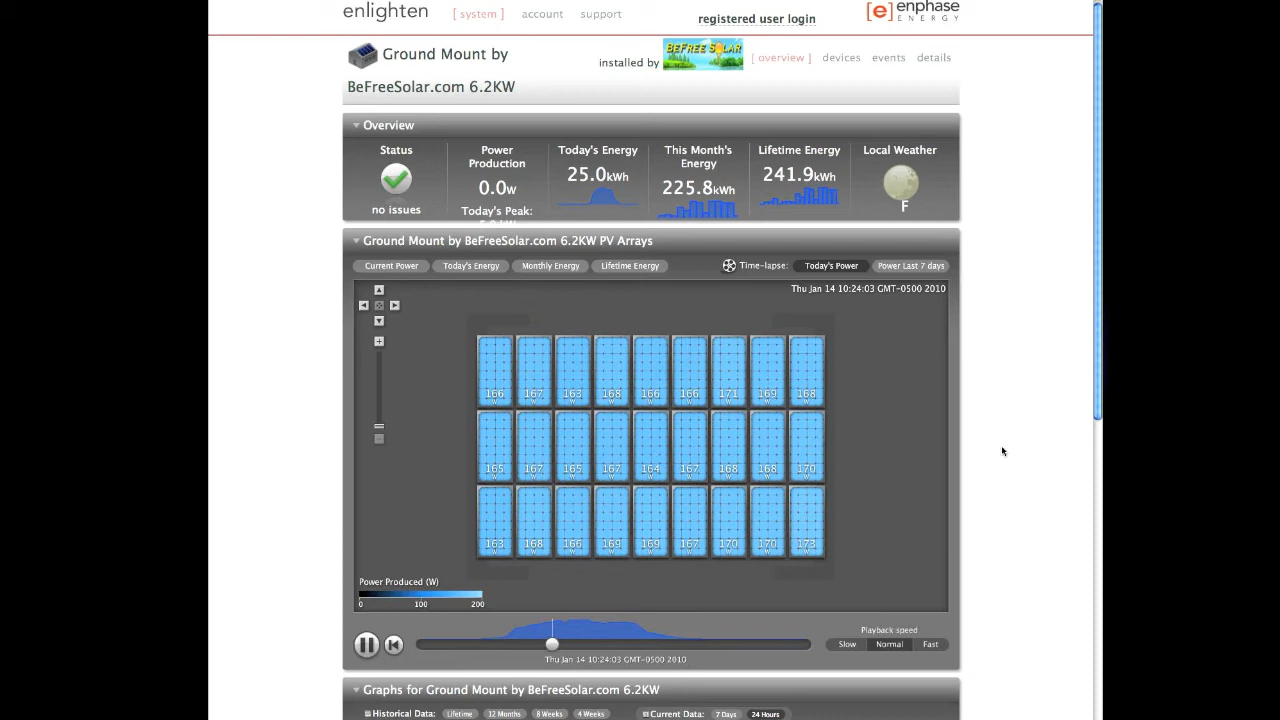 enlighten [ system ] account support registered user login [e] enphase ENERGY
Ground Mount by installed by BEFREE SOLAR [ overview ] devices events details
BeFreeSolar.com 6.2KW
Overview
Status
no issues
Power Production
0.0W
Today's Peak:
Today's Energy
25.0kWh
This Month's Energy
225.8kWh
Lifetime Energy
241.9kWh
Local Weather
F
Ground Mount by BeFreeSolar.com 6.2KW PV Arrays
Current Power Today's Energy Monthly Energy Lifetime Energy Time-lapse: Today's Power Power Last 7 days
Thu Jan 14 10:24:03 GMT-0500 2010
166 W 167 W 163 W 168 W 166 W 166 W 171 W 169 W 168 W
165 W 167 W 165 W 167 W 164 W 167 W 168 W 168 W 170 W
163 W 168 W 166 W 169 W 169 W 167 W 170 W 170 W 173 W
Power Produced (W)
0 100 200
Playback speed
Slow Normal Fast
Thu Jan 14 10:24:03 GMT-0500 2010
Graphs for Ground Mount by BeFreeSolar.com 6.2KW
Historical Data: Lifetime 12 Months 8 Weeks 4 Weeks Current Data: 7 Days 24 Hours